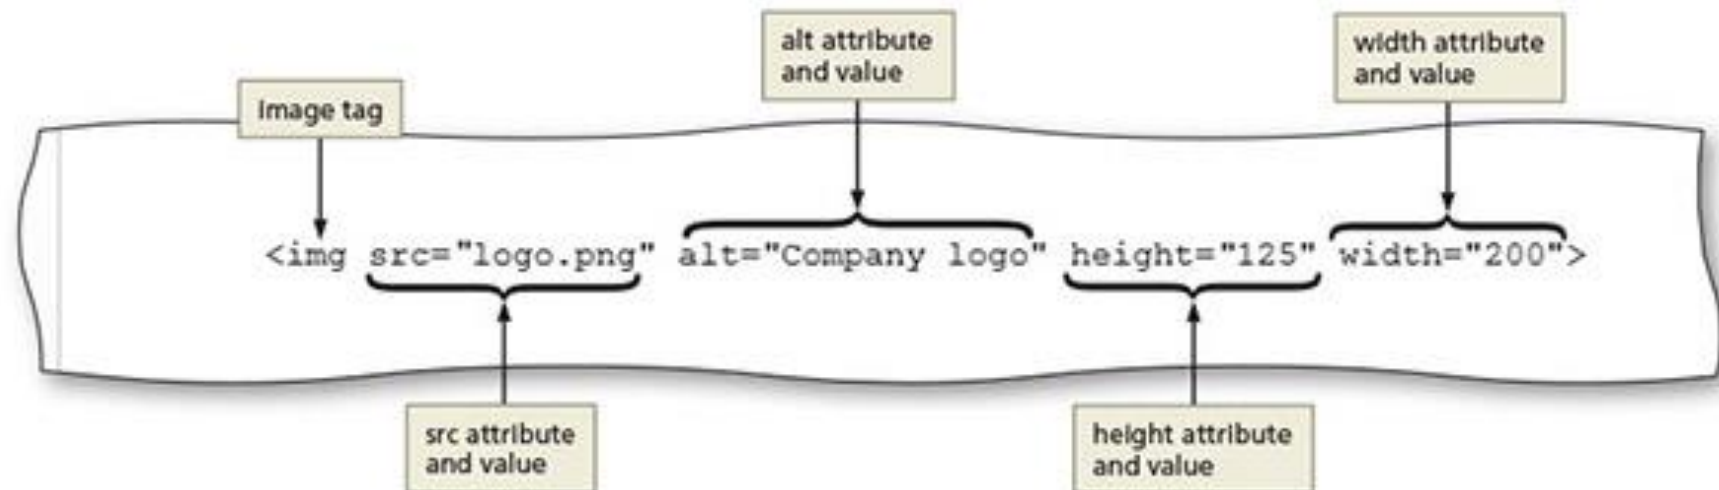 alt attribute
and value
width attribute
and value
Image tag
<img src="logo.png" alt="Company logo" height="125" width="200">
src attribute
and value
height attribute
and value